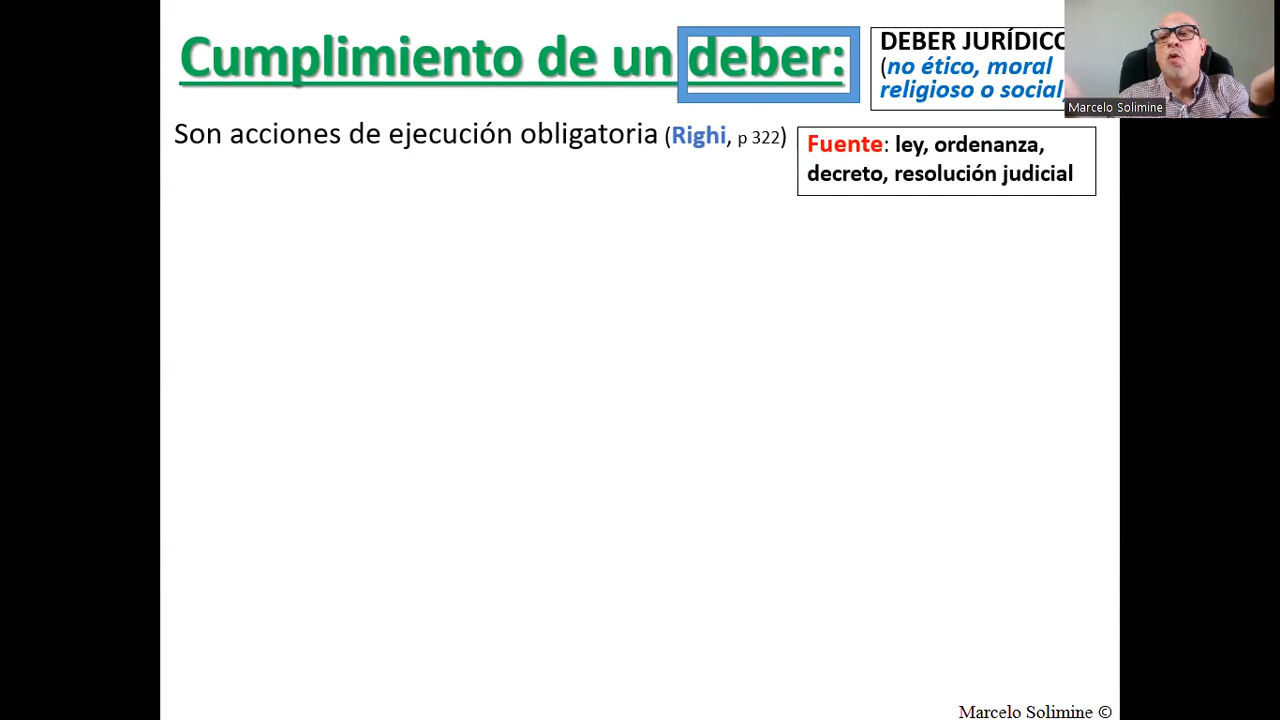 Cumplimiento de un deber:
DEBER JURÍDICO
(no ético, moral
religioso o social
Marcelo Solimine
Son acciones de ejecución obligatoria (Righi, p 322)
Fuente: ley, ordenanza,
decreto, resolución judicial
Marcelo Solimine ©